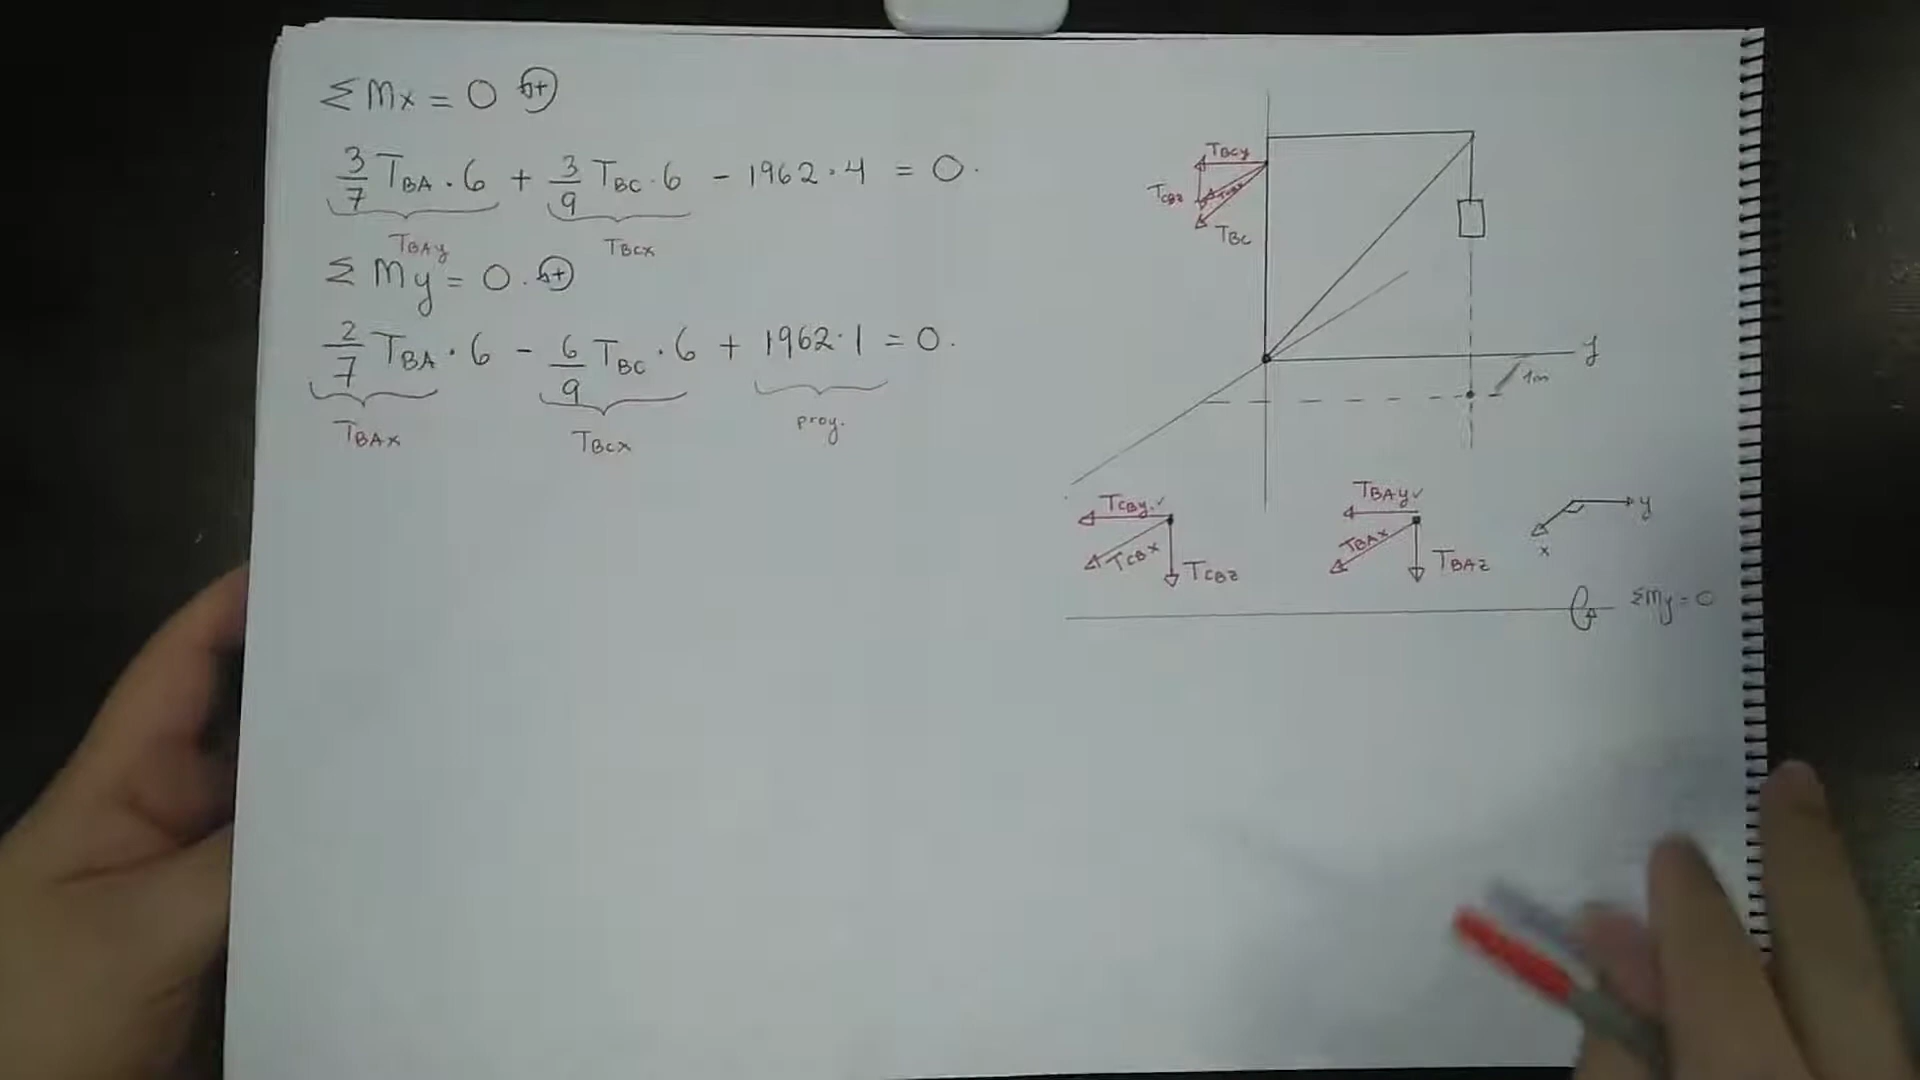 ΣMx = 0 ↺+
3/7 TBA · 6 + 3/9 TBC · 6 - 1962 · 4 = 0.
TBAy TBCx
ΣMy = 0. ↺+
2/7 TBA · 6 - 6/9 TBC · 6 + 1962 · 1 = 0.
TBAx TBCx proy.
TBCy
TCBz
TBC
y
1m
TCBy.✓
TCBx
TCBz
TBAy✓
TBAx
TBAz
y
x
ΣMy = 0